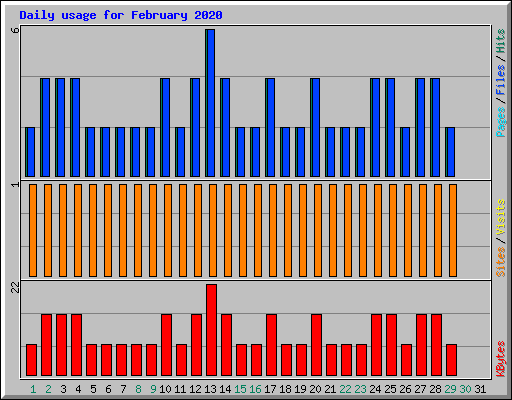 Daily usage for February 2020
6
Pages / Files / Hits
1
Sites / Visits
22
KBytes
1 2 3 4 5 6 7 8 9 10 11 12 13 14 15 16 17 18 19 20 21 22 23 24 25 26 27 28 29 30 31